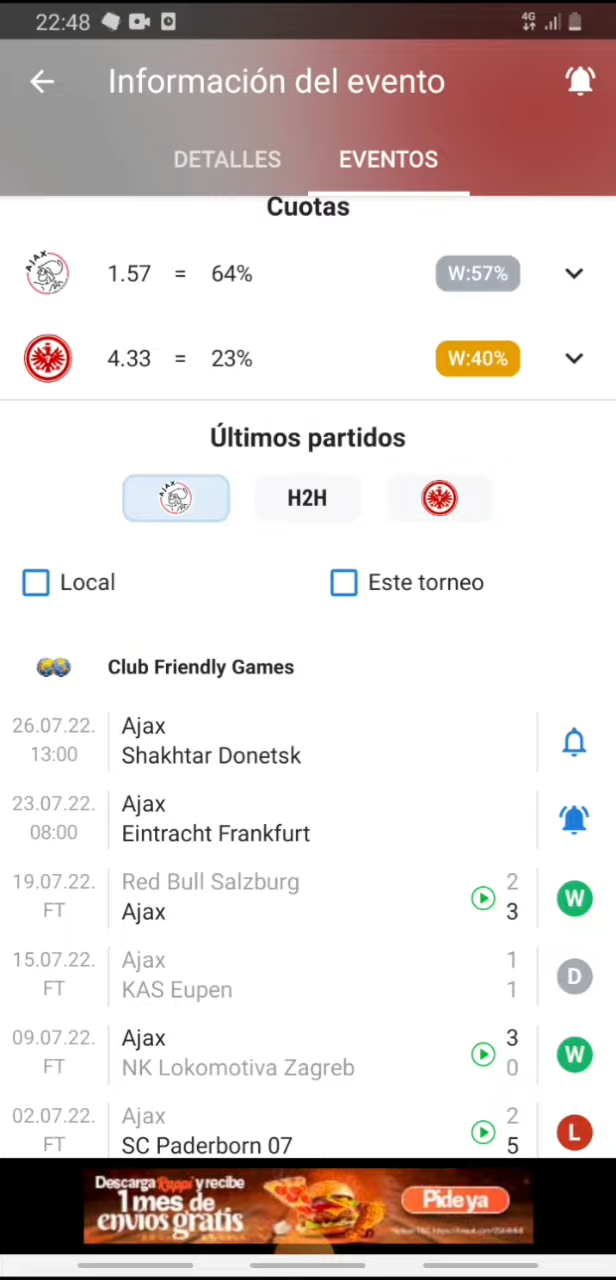 22:48 4G
Información del evento
DETALLES EVENTOS
Cuotas
AJAX 1.57 = 64% W:57%
4.33 = 23% W:40%
Últimos partidos
AJAX H2H
Local Este torneo
Club Friendly Games
26.07.22. Ajax
13:00 Shakhtar Donetsk
23.07.22. Ajax
08:00 Eintracht Frankfurt
19.07.22. Red Bull Salzburg 2
FT Ajax 3 W
15.07.22. Ajax 1
FT KAS Eupen 1 D
09.07.22. Ajax 3
FT NK Lokomotiva Zagreb 0 W
02.07.22. Ajax 2
FT SC Paderborn 07 5 L
Descarga Rappi y recibe
1 mes de
envíos gratis
Pide ya